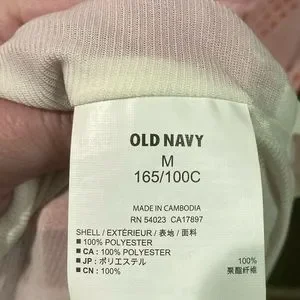 OLD NAVY
M
165/100C
MADE IN CAMBODIA
RN 54023 CA17897
SHELL / EXTÉRIEUR / 表地 / 面料
■ 100% POLYESTER
■ CA : 100% POLYESTER
■ JP : ポリエステル 100%
■ CN : 100% 聚酯纤维